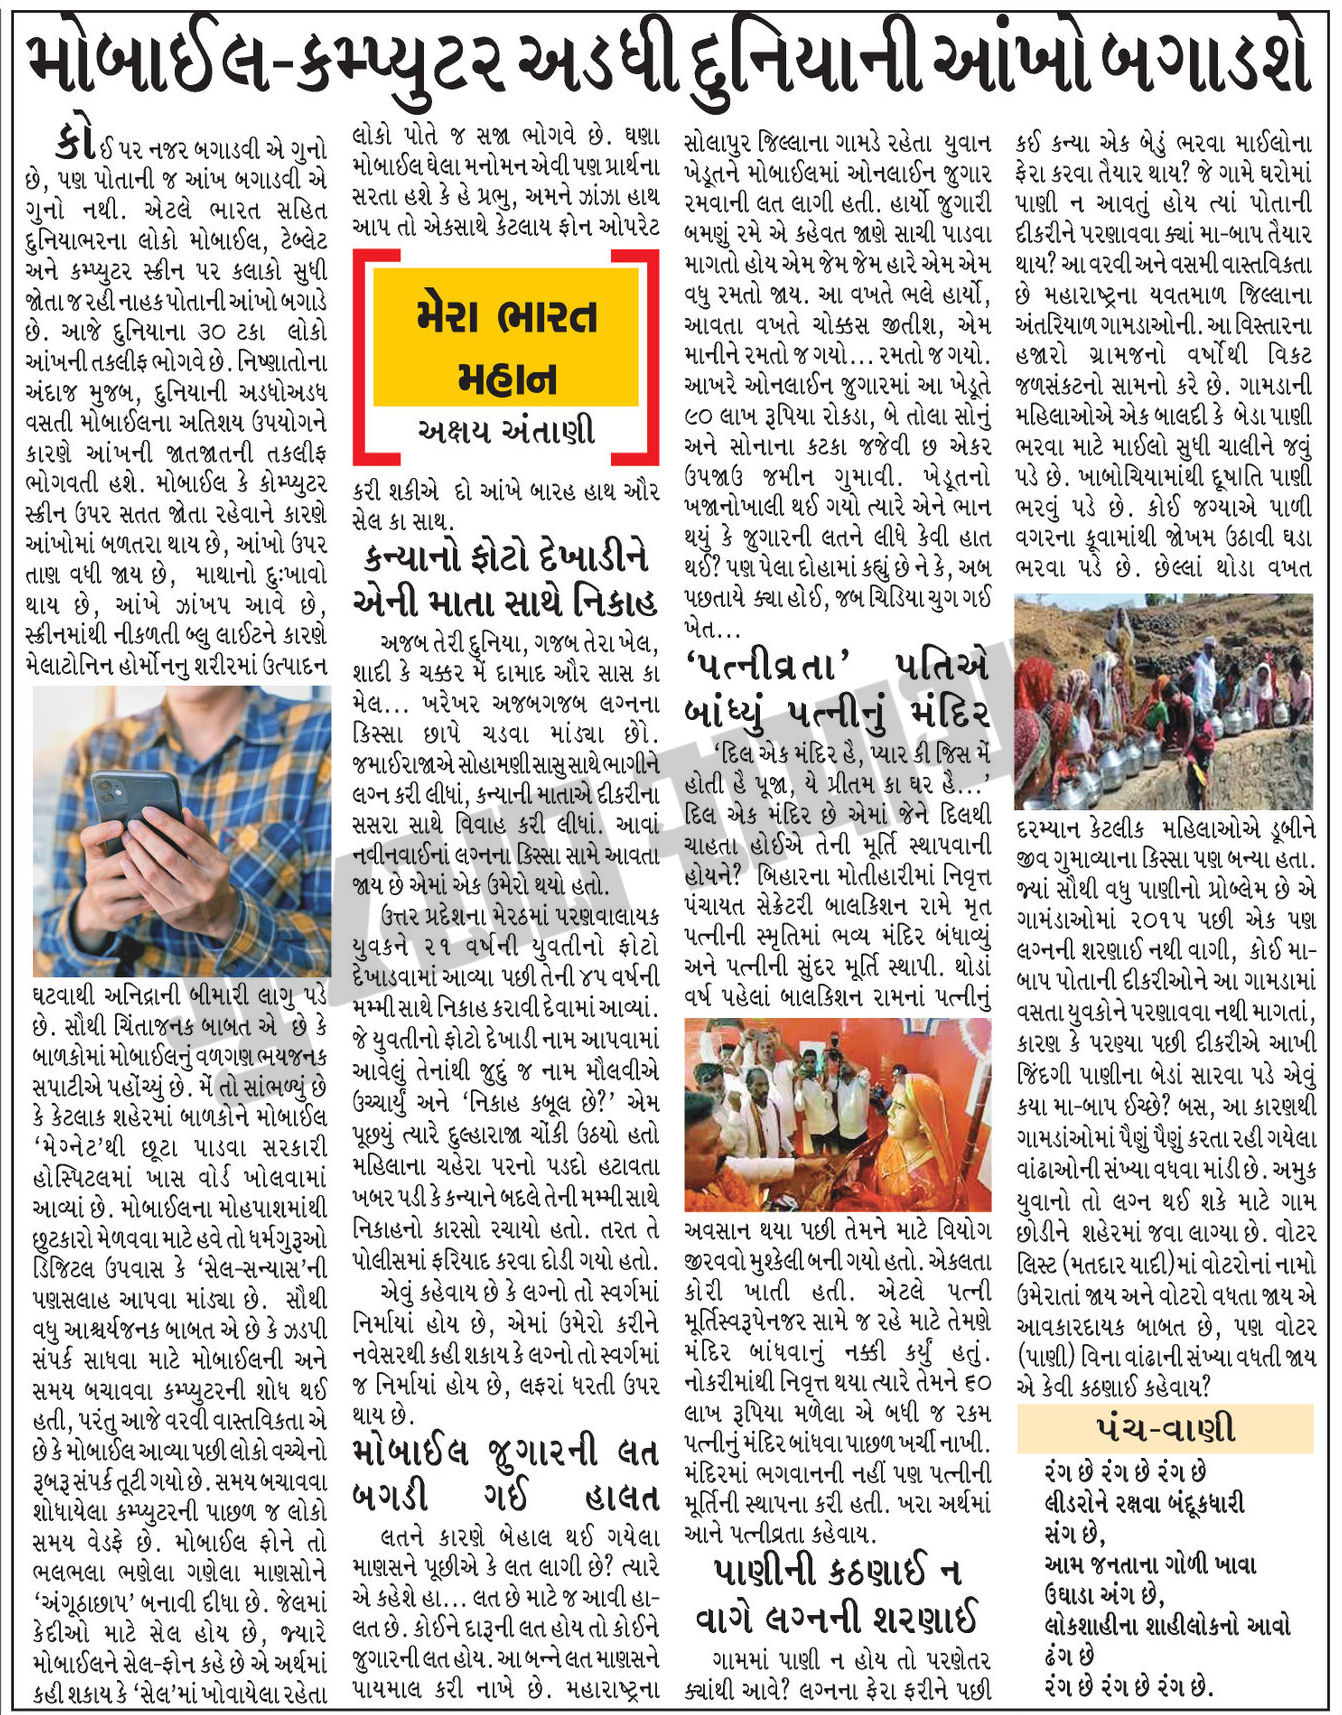 મોબાઈલ-કમ્પ્યુટર અડધી દુનિયાની આંખો બગાડશે
કોઈ પર નજર બગાડવી એ ગુનો
છે, પણ પોતાની જ આંખ બગાડવી એ
ગુનો નથી. એટલે ભારત સહિત
દુનિયાભરના લોકો મોબાઈલ, ટેબ્લેટ
અને કમ્પ્યુટર સ્ક્રીન પર કલાકો સુધી
જોતા જ રહી નાહક પોતાની આંખો બગાડે
છે. આજે દુનિયાના ૩૦ ટકા લોકો
આંખની તકલીફ ભોગવે છે. નિષ્ણાતોના
અંદાજ મુજબ, દુનિયાની અડધોઅડધ
વસતી મોબાઈલના અતિશય ઉપયોગને
કારણે આંખની જાતજાતની તકલીફ
ભોગવતી હશે. મોબાઈલ કે કોમ્પ્યુટર
સ્ક્રીન ઉપર સતત જોતા રહેવાને કારણે
આંખોમાં બળતરા થાય છે, આંખો ઉપર
તાણ વધી જાય છે, માથાનો દુઃખાવો
થાય છે, આંખે ઝાંખપ આવે છે,
સ્ક્રીનમાંથી નીકળતી બ્લુ લાઈટને કારણે
મેલાટોનિન હોર્મોનનુ શરીરમાં ઉત્પાદન
ઘટવાથી અનિદ્રાની બીમારી લાગુ પડે
છે. સૌથી ચિંતાજનક બાબત એ છે કે
બાળકોમાં મોબાઈલનું વળગણ ભયજનક
સપાટીએ પહોંચ્યું છે. મેં તો સાંભળ્યું છે
કે કેટલાક શહેરમાં બાળકોને મોબાઈલ
‘મેગ્નેટ’થી છૂટા પાડવા સરકારી
હોસ્પિટલમાં ખાસ વોર્ડ ખોલવામાં
આવ્યાં છે. મોબાઈલના મોહપાશમાંથી
છુટકારો મેળવવા માટે હવે તો ધર્મગુરૂઓ
ડિજિટલ ઉપવાસ કે ‘સેલ-સન્યાસ’ની
પણસલાહ આપવા માંડ્યા છે. સૌથી
વધુ આશ્ચર્યજનક બાબત એ છે કે ઝડપી
સંપર્ક સાધવા માટે મોબાઈલની અને
સમય બચાવવા કમ્પ્યુટરની શોધ થઈ
હતી, પરંતુ આજે વરવી વાસ્તવિકતા એ
છે કે મોબાઈલ આવ્યા પછી લોકો વચ્ચેનો
રૂબરૂ સંપર્ક તૂટી ગયો છે. સમય બચાવવા
શોધાયેલા કમ્પ્યુટરની પાછળ જ લોકો
સમય વેડફે છે. મોબાઈલ ફોને તો
ભલભલા ભણેલા ગણેલા માણસોને
‘અંગૂઠાછાપ’ બનાવી દીધા છે. જેલમાં
કેદીઓ માટે સેલ હોય છે, જ્યારે
મોબાઈલને સેલ-ફોન કહે છે એ અર્થમાં
કહી શકાય કે ‘સેલ’માં ખોવાયેલા રહેતા
લોકો પોતે જ સજા ભોગવે છે. ઘણા
મોબાઈલ ઘેલા મનોમન એવી પણ પ્રાર્થના
સરતા હશે કે હે પ્રભુ, અમને ઝાંઝા હાથ
આપ તો એકસાથે કેટલાય ફોન ઓપરેટ
મેરા ભારત
મહાન
અક્ષય અંતાણી
કરી શકીએ દો આંખે બારહ હાથ ઔર
સેલ કા સાથ.
કન્યાનો ફોટો દેખાડીને
એની માતા સાથે નિકાહ
અજબ તેરી દુનિયા, ગજબ તેરા ખેલ,
શાદી કે ચક્કર મેં દામાદ ઔર સાસ કા
મેલ... ખરેખર અજબગજબ લગ્નના
કિસ્સા છાપે ચડવા માંડ્યા છોે.
જમાઈરાજાએ સોહામણી સાસુ સાથે ભાગીને
લગ્ન કરી લીધાં, કન્યાની માતાએ દીકરીના
સસરા સાથે વિવાહ કરી લીધાં. આવાં
નવીનવાઈનાં લગ્નના કિસ્સા સામે આવતા
જાય છે એમાં એક ઉમેરો થયો હતો.
ઉત્તર પ્રદેશના મેરઠમાં પરણવાલાયક
યુવકને ૨૧ વર્ષની યુવતીનો ફોટો
દેખાડવામાં આવ્યા પછી તેની ૪૫ વર્ષની
મમ્મી સાથે નિકાહ કરાવી દેવામાં આવ્યાં.
જે યુવતીનો ફોટો દેખાડી નામ આપવામાં
આવેલું તેનાંથી જુદું જ નામ મૌલવીએ
ઉચ્ચાર્યું અને ‘નિકાહ કબૂલ છે?’ એમ
પૂછયું ત્યારે દુલ્હારાજા ચોંકી ઉઠયો હતો
મહિલાના ચહેરા પરનો પડદો હટાવતા
ખબર પડી કે કન્યાને બદલે તેની મમ્મી સાથે
નિકાહનો કારસો રચાયો હતો. તરત તે
પોલીસમાં ફરિયાદ કરવા દોડી ગયો હતો.
એવું કહેવાય છે કે લગ્નો તો સ્વર્ગમાં
નિર્માયાં હોય છે, એમાં ઉમેરો કરીને
નવેસરથી કહી શકાય કે લગ્નો તો સ્વર્ગમાં
જ નિર્માયાં હોય છે, લફરાં ધરતી ઉપર
થાય છે.
મોબાઈલ જુગારની લત
બગડી ગઈ હાલત
લતને કારણે બેહાલ થઈ ગયેલા
માણસને પૂછીએ કે લત લાગી છે? ત્યારે
એ કહેશે હા... લત છે માટે જ આવી હા-
લત છે. કોઈને દારૂની લત હોય તો કોઈને
જુગારની લત હોય. આ બન્ને લત માણસને
પાયમાલ કરી નાખે છે. મહારાષ્ટ્રના
સોલાપુર જિલ્લાના ગામડે રહેતા યુવાન
ખેડૂતને મોબાઈલમાં ઓનલાઈન જુગાર
રમવાની લત લાગી હતી. હાર્યો જુગારી
બમણું રમે એ કહેવત જાણે સાચી પાડવા
માગતો હોય એમ જેમ જેમ હારે એમ એમ
વધુ રમતો જાય. આ વખતે ભલે હાર્યો,
આવતા વખતે ચોક્કસ જીતીશ, એમ
માનીને રમતો જ ગયો... રમતો જ ગયો.
આખરે ઓનલાઈન જુગારમાં આ ખેડૂતે
૯૦ લાખ રૂપિયા રોકડા, બે તોલા સોનું
અને સોનાના કટકા જજેવી છ એકર
ઉપજાઉ જમીન ગુમાવી. ખેડૂતનો
ખજાનોખાલી થઈ ગયો ત્યારે એને ભાન
થયું કે જુગારની લતને લીધે કેવી હાત
થઈ? પણ પેલા દોહામાં કહ્યું છે ને કે, અબ
પછતાયે ક્યા હોઈ, જબ ચિડિયા ચુગ ગઈ
ખેત...
‘પત્નીવ્રતા’ પતિએ
બાંધ્યું પત્નીનું મંદિર
‘દિલ એક મંદિર હૈ, પ્યાર કી જિસ મેં
હોતી હૈ પૂજા, યે પ્રીતમ કા ઘર હૈ...’
દિલ એક મંદિર છે એમાં જેને દિલથી
ચાહતા હોઈએ તેની મૂર્તિ સ્થાપવાની
હોયને? બિહારના મોતીહારીમાં નિવૃત્ત
પંચાયત સેક્રેટરી બાલકિશન રામે મૃત
પત્નીની સ્મૃતિમાં ભવ્ય મંદિર બંધાવ્યું
અને પત્નીની સુંદર મૂર્તિ સ્થાપી. થોડાં
વર્ષ પહેલાં બાલકિશન રામનાં પત્નીનું
અવસાન થયા પછી તેમને માટે વિયોગ
જીરવવો મુશ્કેલી બની ગયો હતો. એકલતા
કોરી ખાતી હતી. એટલે પત્ની
મૂર્તિસ્વરૂપેનજર સામે જ રહે માટે તેમણે
મંદિર બાંધવાનું નક્કી કર્યું હતું.
નોકરીમાંથી નિવૃત્ત થયા ત્યારે તેમને ૬૦
લાખ રૂપિયા મળેલા એ બધી જ રકમ
પત્નીનું મંદિર બાંધવા પાછળ ખર્ચી નાખી.
મંદિરમાં ભગવાનની નહીં પણ પત્નીની
મૂર્તિની સ્થાપના કરી હતી. ખરા અર્થમાં
આને પત્નીવ્રતા કહેવાય.
પાણીની કઠણાઈ ન
વાગે લગ્નની શરણાઈ
ગામમાં પાણી ન હોય તો પરણેતર
ક્યાંથી આવે? લગ્નના ફેરા ફરીને પછી
કઈ કન્યા એક બેડું ભરવા માઈલોના
ફેરા કરવા તૈયાર થાય? જે ગામે ઘરોમાં
પાણી ન આવતું હોય ત્યાં પોતાની
દીકરીને પરણાવવા ક્યાં મા-બાપ તૈયાર
થાય? આ વરવી અને વસમી વાસ્તવિકતા
છે મહારાષ્ટ્રના યવતમાળ જિલ્લાના
અંતરિયાળ ગામડાઓની. આ વિસ્તારના
હજારો ગ્રામજનો વર્ષોથી વિકટ
જળસંકટનો સામનો કરે છે. ગામડાની
મહિલાઓએ એક બાલદી કે બેડા પાણી
ભરવા માટે માઈલો સુધી ચાલીને જવું
પડે છે. ખાબોચિયામાંથી દૂષાતિ પાણી
ભરવું પડે છે. કોઈ જગ્યાએ પાળી
વગરના કૂવામાંથી જોખમ ઉઠાવી ઘડા
ભરવા પડે છે. છેલ્લાં થોડા વખત
દરમ્યાન કેટલીક મહિલાઓએ ડૂબીને
જીવ ગુમાવ્યાના કિસ્સા પણ બન્યા હતા.
જ્યાં સૌથી વધુ પાણીનો પ્રોબ્લેમ છે એ
ગામંડાઓમાં ૨૦૧૫ પછી એક પણ
લગ્નની શરણાઈ નથી વાગી, કોઈ મા-
બાપ પોતાની દીકરીઓને આ ગામડામાં
વસતા યુવકોને પરણાવવા નથી માગતાં,
કારણ કે પરણ્યા પછી દીકરીએ આખી
જિંદગી પાણીના બેડાં સારવા પડે એવું
કયા મા-બાપ ઈચ્છે? બસ, આ કારણથી
ગામડાંઓમાં પૈણું પૈણું કરતા રહી ગયેલા
વાંઢાઓની સંખ્યા વધવા માંડી છે. અમુક
યુવાનો તો લગ્ન થઈ શકે માટે ગામ
છોડીને શહેરમાં જવા લાગ્યા છે. વોટર
લિસ્ટ (મતદાર યાદી)માં વોટરોનાં નામો
ઉમેરાતાં જાય અને વોટરો વધતા જાય એ
આવકારદાયક બાબત છે, પણ વોટર
(પાણી) વિના વાંઢાની સંખ્યા વધતી જાય
એ કેવી કઠણાઈ કહેવાય?
પંચ-વાણી
રંગ છે રંગ છે રંગ છે
લીડરોને રક્ષવા બંદૂકધારી
સંગ છે,
આમ જનતાના ગોળી ખાવા
ઉઘાડા અંગ છે,
લોકશાહીના શાહીલોકનો આવો
ઢંગ છે
રંગ છે રંગ છે રંગ છે.